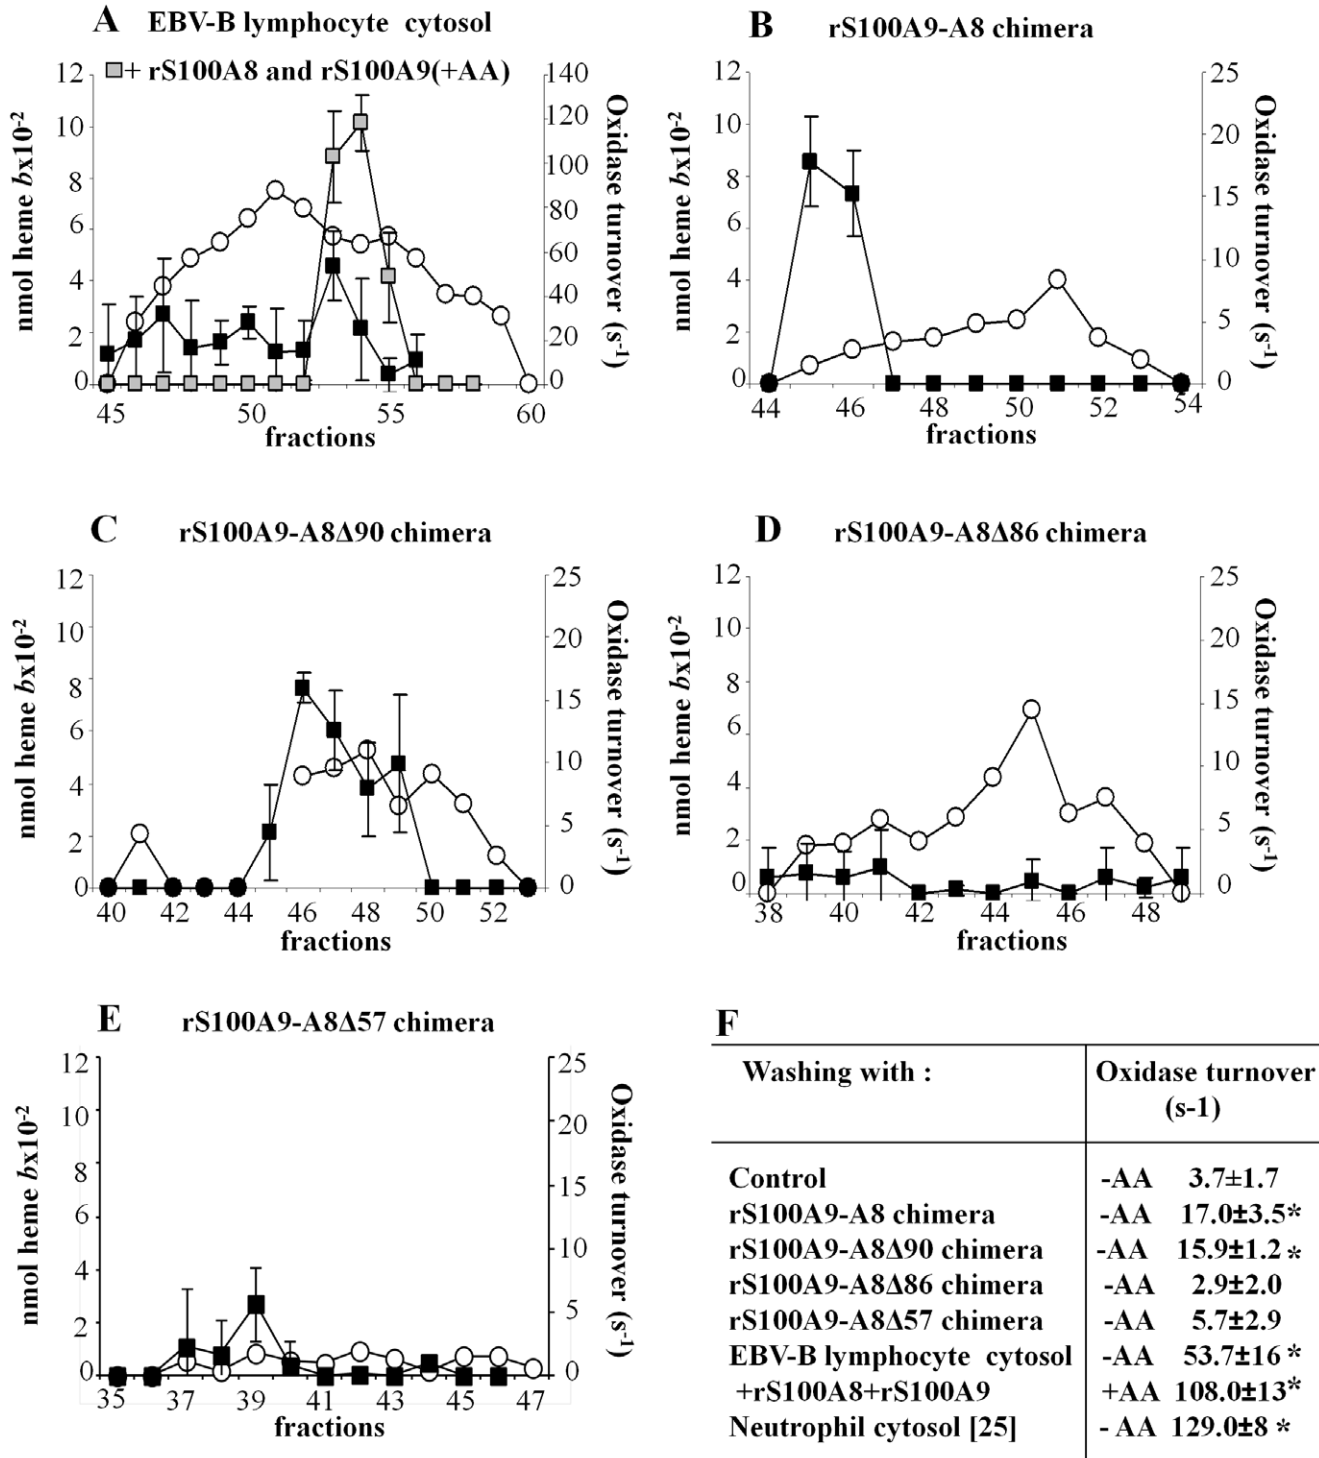 A EBV-B lymphocyte cytosol
+ rS100A8 and rS100A9(+AA)
nmol heme bx10-2
12
10
8
6
4
2
0
140
120
100
80
60
40
20
0
Oxidase turnover (s-1)
45 50 55 60
fractions
B rS100A9-A8 chimera
nmol heme bx10-2
12
10
8
6
4
2
0
25
20
15
10
5
0
Oxidase turnover (s-1)
44 46 48 50 52 54
fractions
C rS100A9-A8Δ90 chimera
nmol heme bx10-2
12
10
8
6
4
2
0
25
20
15
10
5
0
Oxidase turnover (s-1)
40 42 44 46 48 50 52
fractions
D rS100A9-A8Δ86 chimera
nmol heme bx10-2
12
10
8
6
4
2
0
25
20
15
10
5
0
Oxidase turnover (s-1)
38 40 42 44 46 48
fractions
E rS100A9-A8Δ57 chimera
nmol heme bx10-2
12
10
8
6
4
2
0
25
20
15
10
5
0
Oxidase turnover (s-1)
35 37 39 41 43 45 47
fractions
F
Washing with : Oxidase turnover
(s-1)
Control -AA 3.7±1.7
rS100A9-A8 chimera -AA 17.0±3.5*
rS100A9-A8Δ90 chimera -AA 15.9±1.2 *
rS100A9-A8Δ86 chimera -AA 2.9±2.0
rS100A9-A8Δ57 chimera -AA 5.7±2.9
EBV-B lymphocyte cytosol -AA 53.7±16 *
+rS100A8+rS100A9 +AA 108.0±13*
Neutrophil cytosol [25] - AA 129.0±8 *